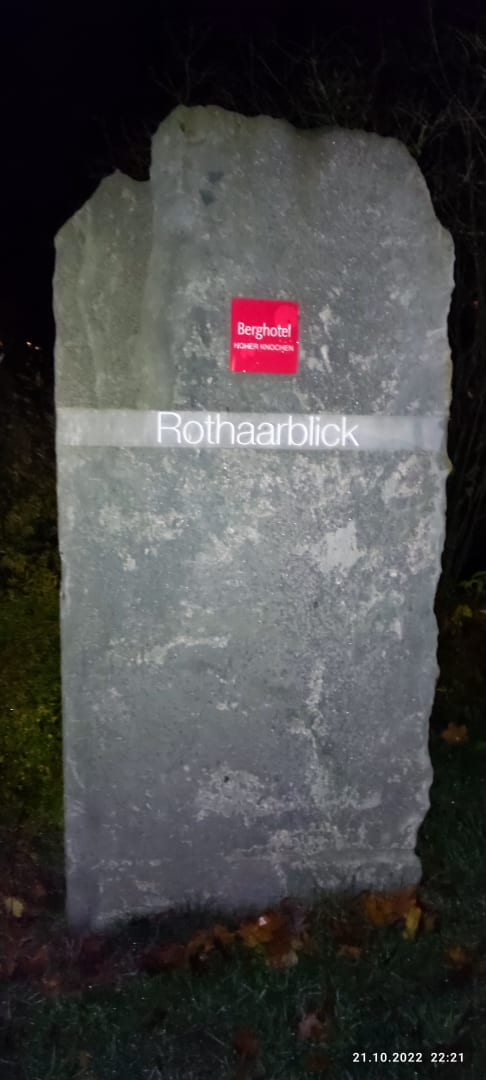 Berghotel
HOHER KNOCHEN
Rothaarblick
21.10.2022 22:21